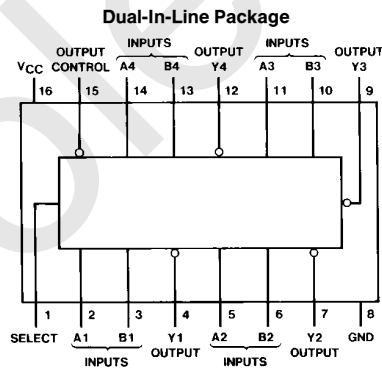 Dual-In-Line Package
INPUTS INPUTS
OUTPUT OUTPUT OUTPUT
VCC CONTROL A4 B4 Y4 A3 B3 Y3
16 15 14 13 12 11 10 9
1 2 3 4 5 6 7 8
SELECT A1 B1 Y1 A2 B2 Y2 GND
OUTPUT OUTPUT
INPUTS INPUTS